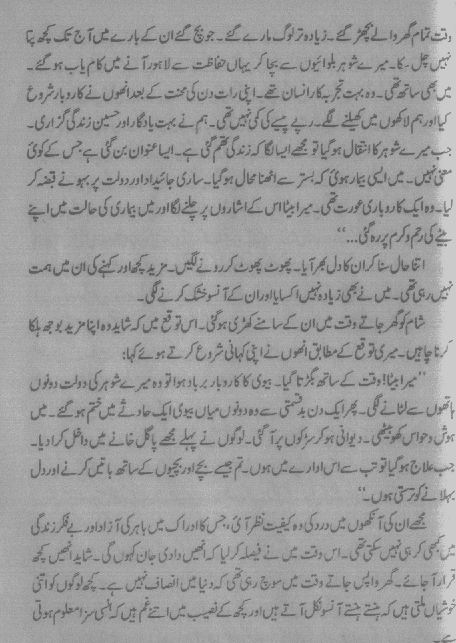 وقت تمام گھر والے بچھڑ گئے۔ زیادہ تر لوگ مارے گئے۔ جو بچ گئے ان کے بارے میں آج تک کچھ پتا
نہیں چل سکا۔ میرے شوہر بلوائیوں سے بچا کر یہاں حفاظت سے لاہور آنے میں کام یاب ہو گئے۔
میں بھی ساتھ تھی۔ وہ بہت تجربہ کار انسان تھے۔ اپنی رات دن کی محنت کے بعد انھوں نے کاروبار شروع
کیا اور ہم لاکھوں میں کھیلنے لگے۔ رپے پیسے کی کمی نہیں تھی۔ ہم نے بہت یادگار اور حسین زندگی گزاری۔
جب میرے شوہر کا انتقال ہو گیا تو مجھے ایسا لگا کہ زندگی تھم گئی ہے۔ ایسا عنوان بن گئی ہے جس کے کوئی
معنی نہیں۔ میں ایسی بیمار ہوئی کہ بستر سے اٹھنا محال ہو گیا۔ ساری جائیداد اور دولت پر بہو نے قبضہ کر
لیا۔ وہ ایک کاروباری عورت تھی۔ میرا بیٹا اس کے اشاروں پر چلنے لگا اور میں بیماری کی حالت میں اپنے
بیٹے کی رحم و کرم پر رہ گئی...‘‘
اتنا حال سنا کر ان کا دل بھر آیا۔ پھوٹ پھوٹ کر رونے لگیں۔ مزید کچھ اور کہنے کی ان میں ہمت
نہیں رہی تھی۔ میں نے بھی زیادہ نہیں اکسایا اور ان کے آنسو خشک کرنے لگی۔
شام کو گھر جاتے وقت میں ان کے سامنے کھڑی ہو گئی۔ اس توقع میں کہ شاید وہ اپنا مزید بوجھ ہلکا
کرنا چاہیں۔ میری توقع کے مطابق انھوں نے اپنی کہانی شروع کرتے ہوئے کہا:
’’میرا بیٹا! وقت کے ساتھ بگڑتا گیا۔ بیوی کا کاروبار برباد ہوا تو وہ میرے شوہر کی دولت دونوں
ہاتھوں سے لٹانے لگی۔ پھر ایک دن بدقسمتی سے وہ دونوں میاں بیوی ایک حادثے میں ختم ہو گئے۔ میں
ہوش و حواس کھو بیٹھی۔ دیوانی ہو کر سڑکوں پر آ گئی۔ لوگوں نے پہلے مجھے پاگل خانے میں داخل کرا دیا۔
جب علاج ہو گیا تو تب سے اس ادارے میں ہوں۔ تم جیسے بچے اور بچیوں کے ساتھ باتیں کرنے اور دل
بہلانے کو ترستی ہوں۔‘‘
مجھے ان کی آنکھوں میں درد کی وہ کیفیت نظر آئی، جس کا ادراک میں باہر کی آزاد اور بے فکر زندگی
میں کبھی کر ہی نہیں سکتی تھی۔ اس وقت میں نے فیصلہ کر لیا کہ انھیں دادی جان کہوں گی۔ شاید انھیں کچھ
قرار آ جائے۔ گھر واپس جاتے وقت میں سوچ رہی تھی کہ دنیا میں انصاف نہیں ہے۔ کچھ لوگوں کو اتنی
خوشیاں ملتی ہیں کہ ہنستے ہنستے آنسو نکل آتے ہیں اور کچھ کے نصیب میں اتنے غم ہیں کہ ہنسی سزا معلوم ہوتی
ہے۔